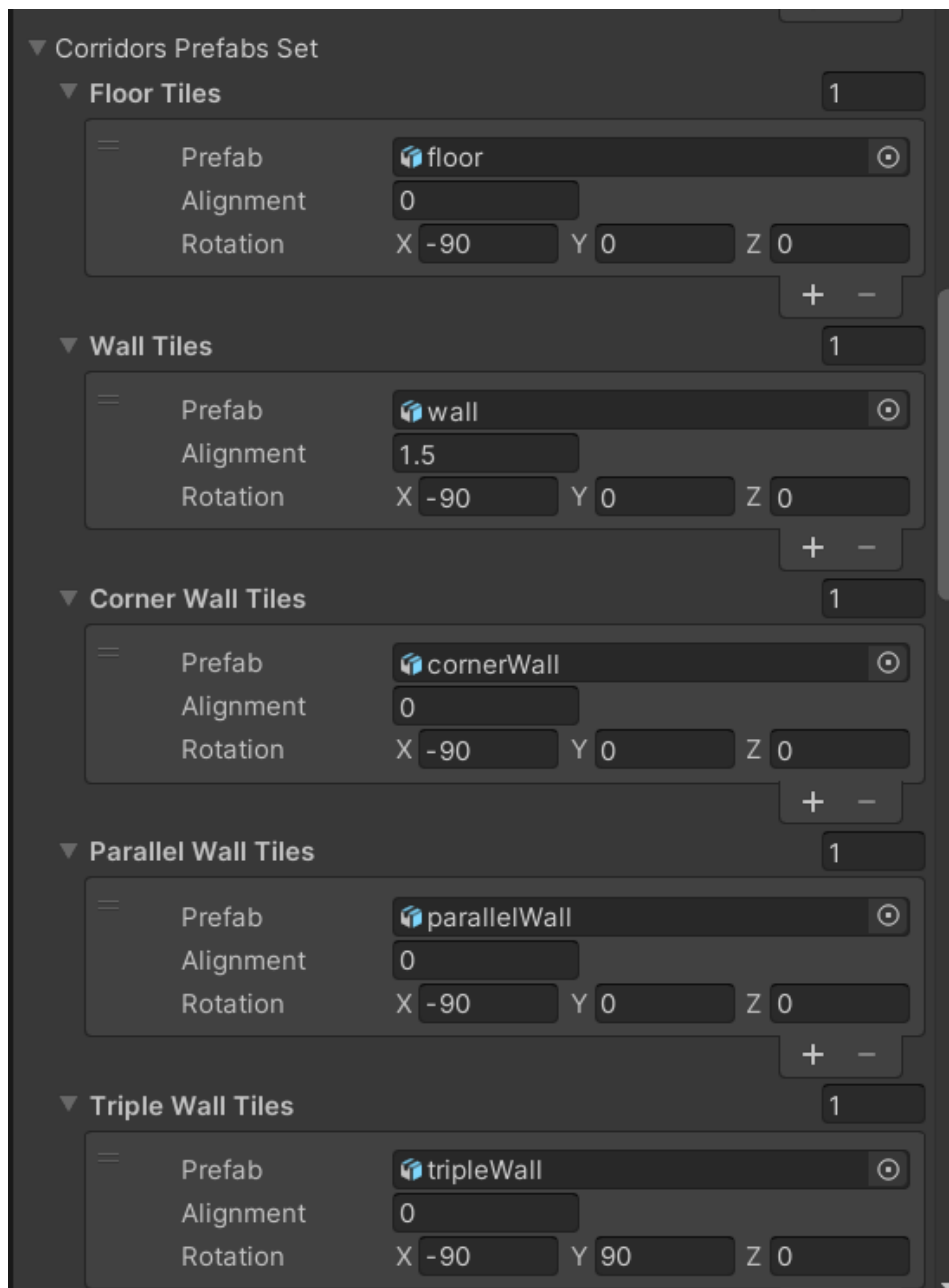 Corridors Prefabs Set
Floor Tiles 1
Prefab floor
Alignment 0
Rotation X -90 Y 0 Z 0
+ −
Wall Tiles 1
Prefab wall
Alignment 1.5
Rotation X -90 Y 0 Z 0
+ −
Corner Wall Tiles 1
Prefab cornerWall
Alignment 0
Rotation X -90 Y 0 Z 0
+ −
Parallel Wall Tiles 1
Prefab parallelWall
Alignment 0
Rotation X -90 Y 0 Z 0
+ −
Triple Wall Tiles 1
Prefab tripleWall
Alignment 0
Rotation X -90 Y 90 Z 0